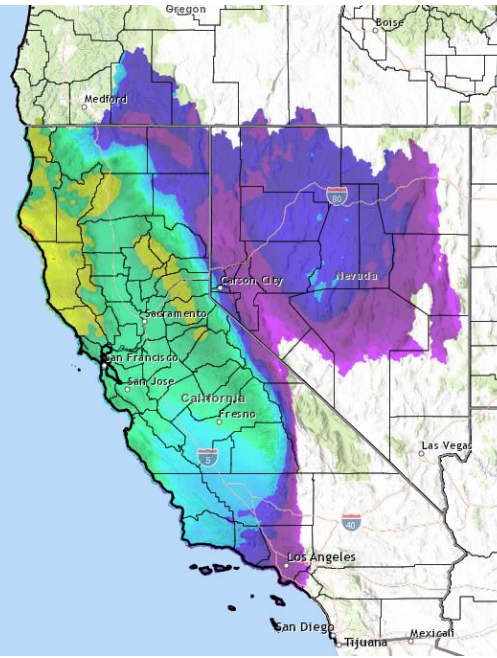 Oregon
Boise
Medford
80
Carson City
Nevada
Sacramento
San Francisco
San Jose
California
Fresno
5
Las Vegas
40
Los Angeles
San Diego
Tijuana
Mexicali